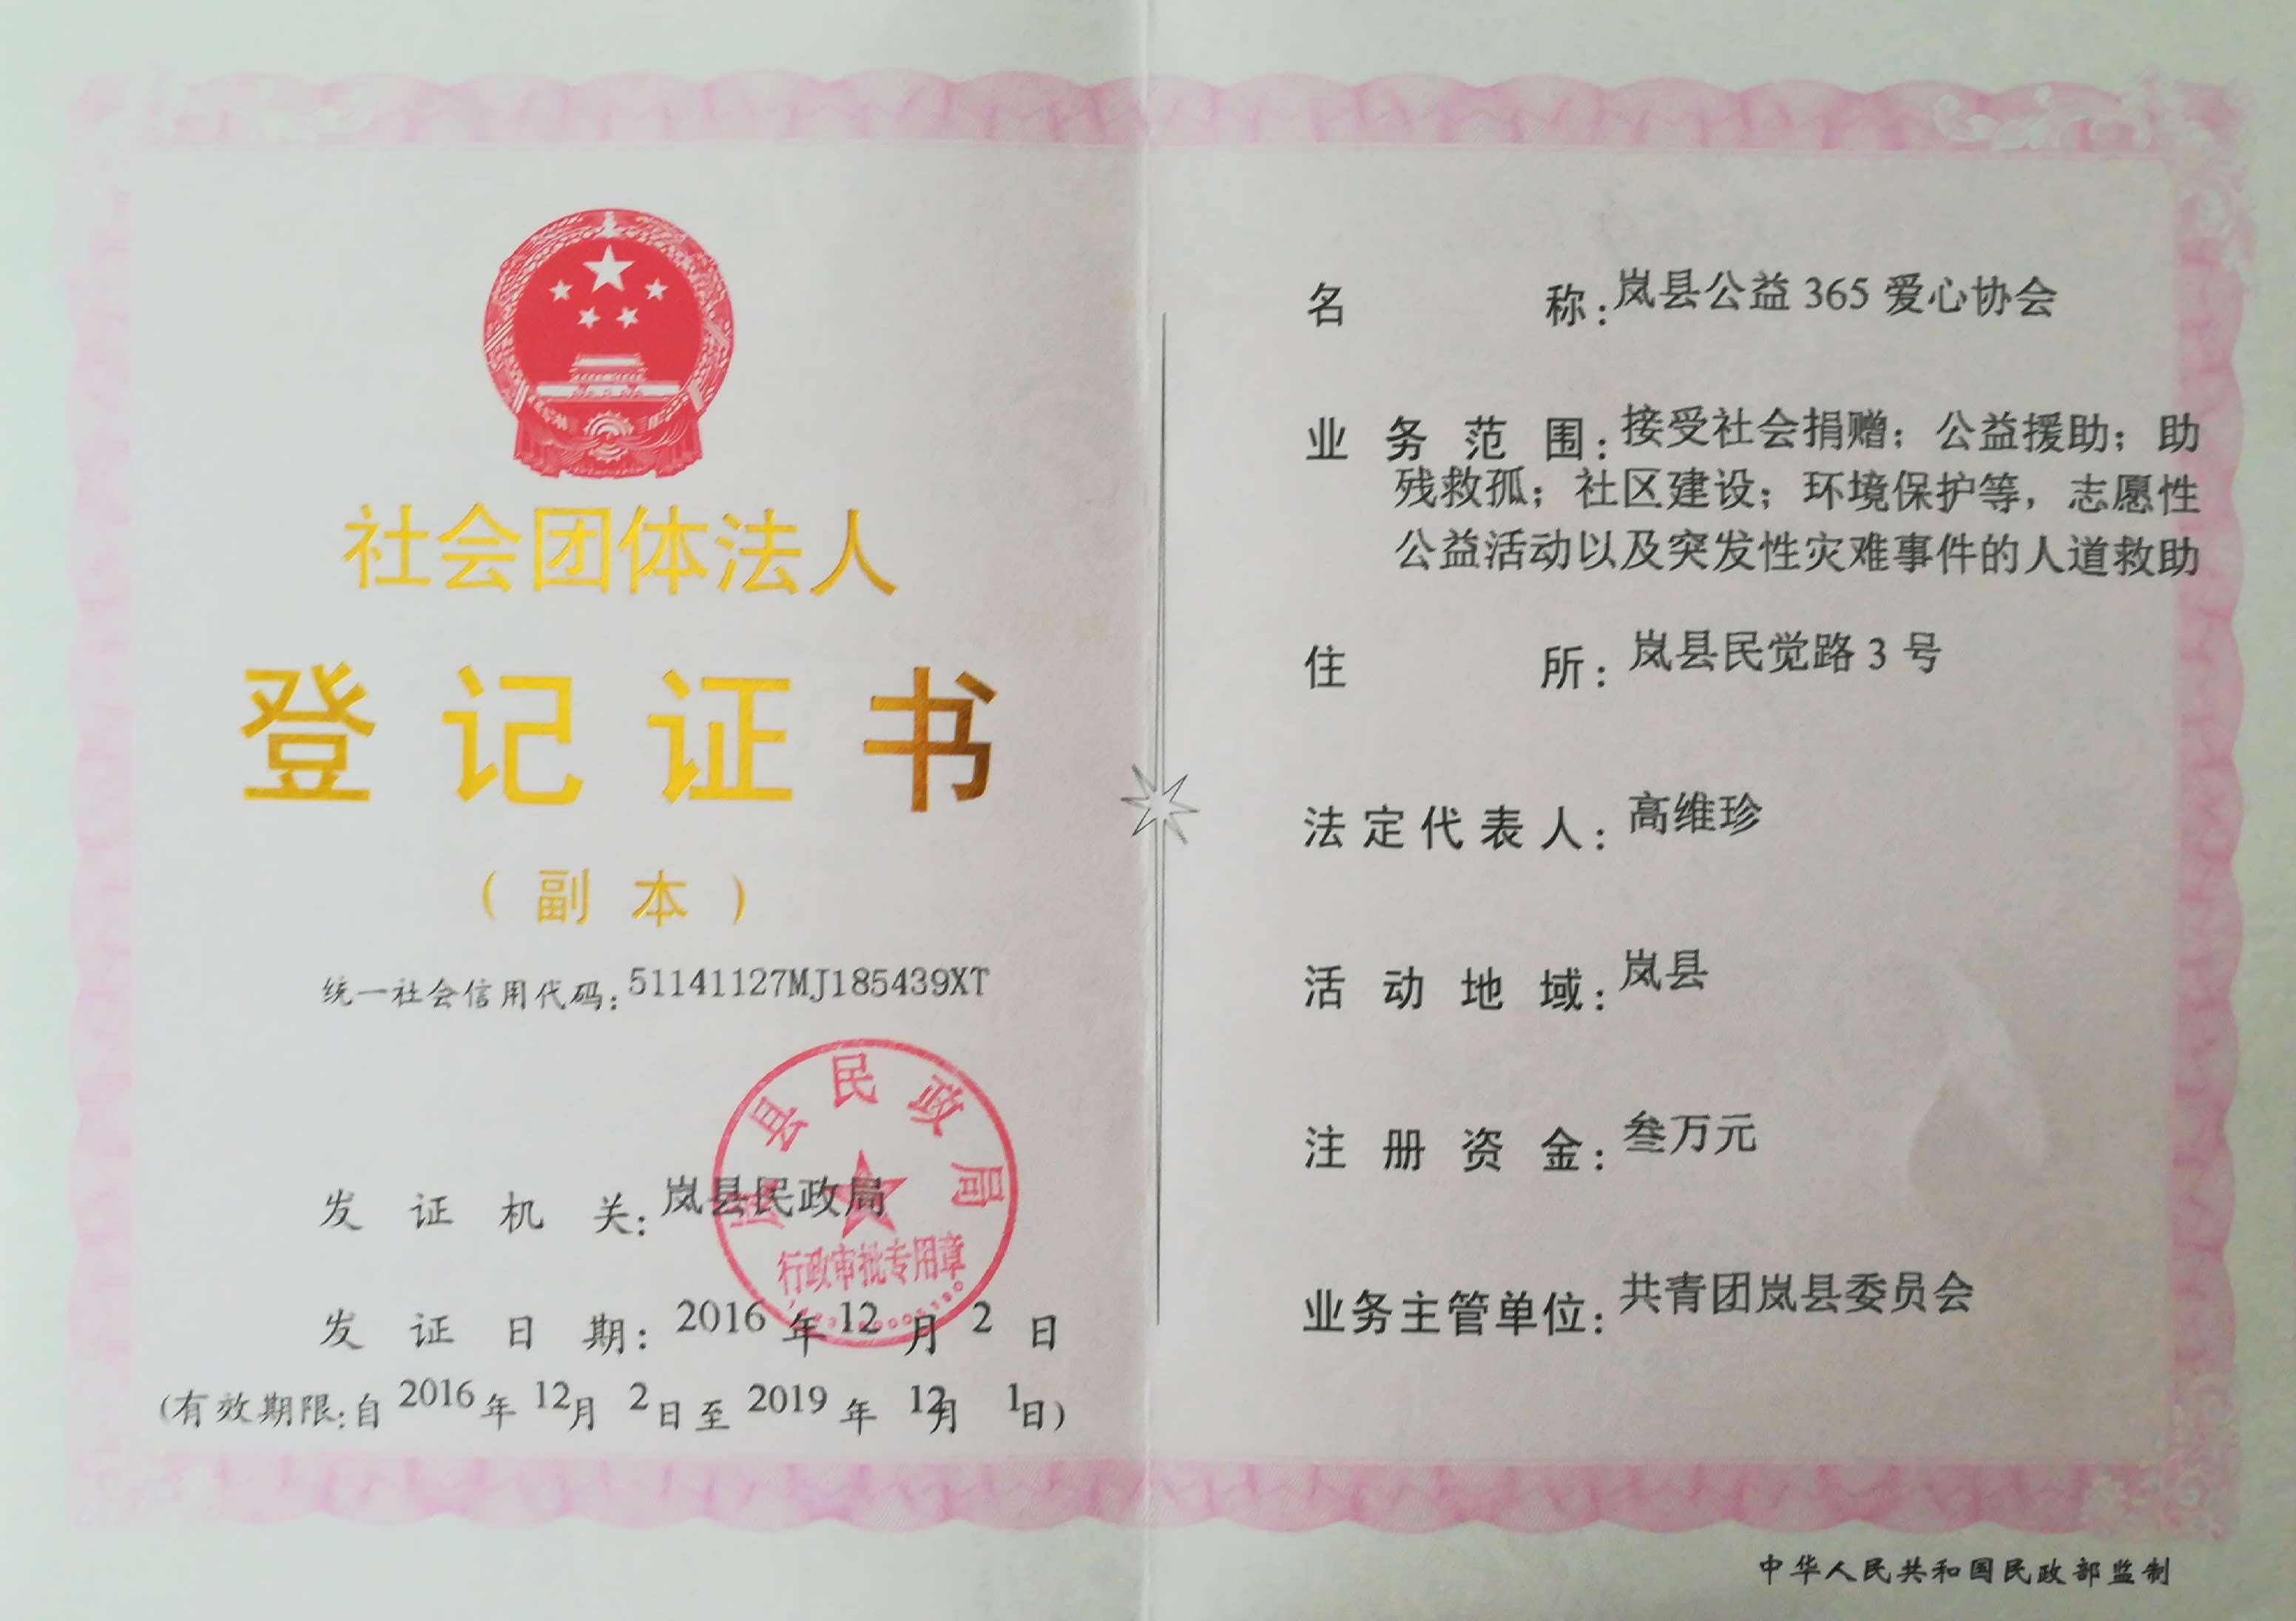 社会团体法人
登记证书
（副本）
统一社会信用代码：51141127MJ185439XT
发证机关：岚县民政局
县民政局
行政审批专用章
发证日期：2016年12月2日
（有效期限：自2016年12月2日至2019年12月1日）
名称：岚县公益365爱心协会
业务范围：接受社会捐赠；公益援助；助
残救孤；社区建设；环境保护等，志愿性
公益活动以及突发性灾难事件的人道救助
住所：岚县民觉路3号
法定代表人：高维珍
活动地域：岚县
注册资金：叁万元
业务主管单位：共青团岚县委员会
中华人民共和国民政部监制